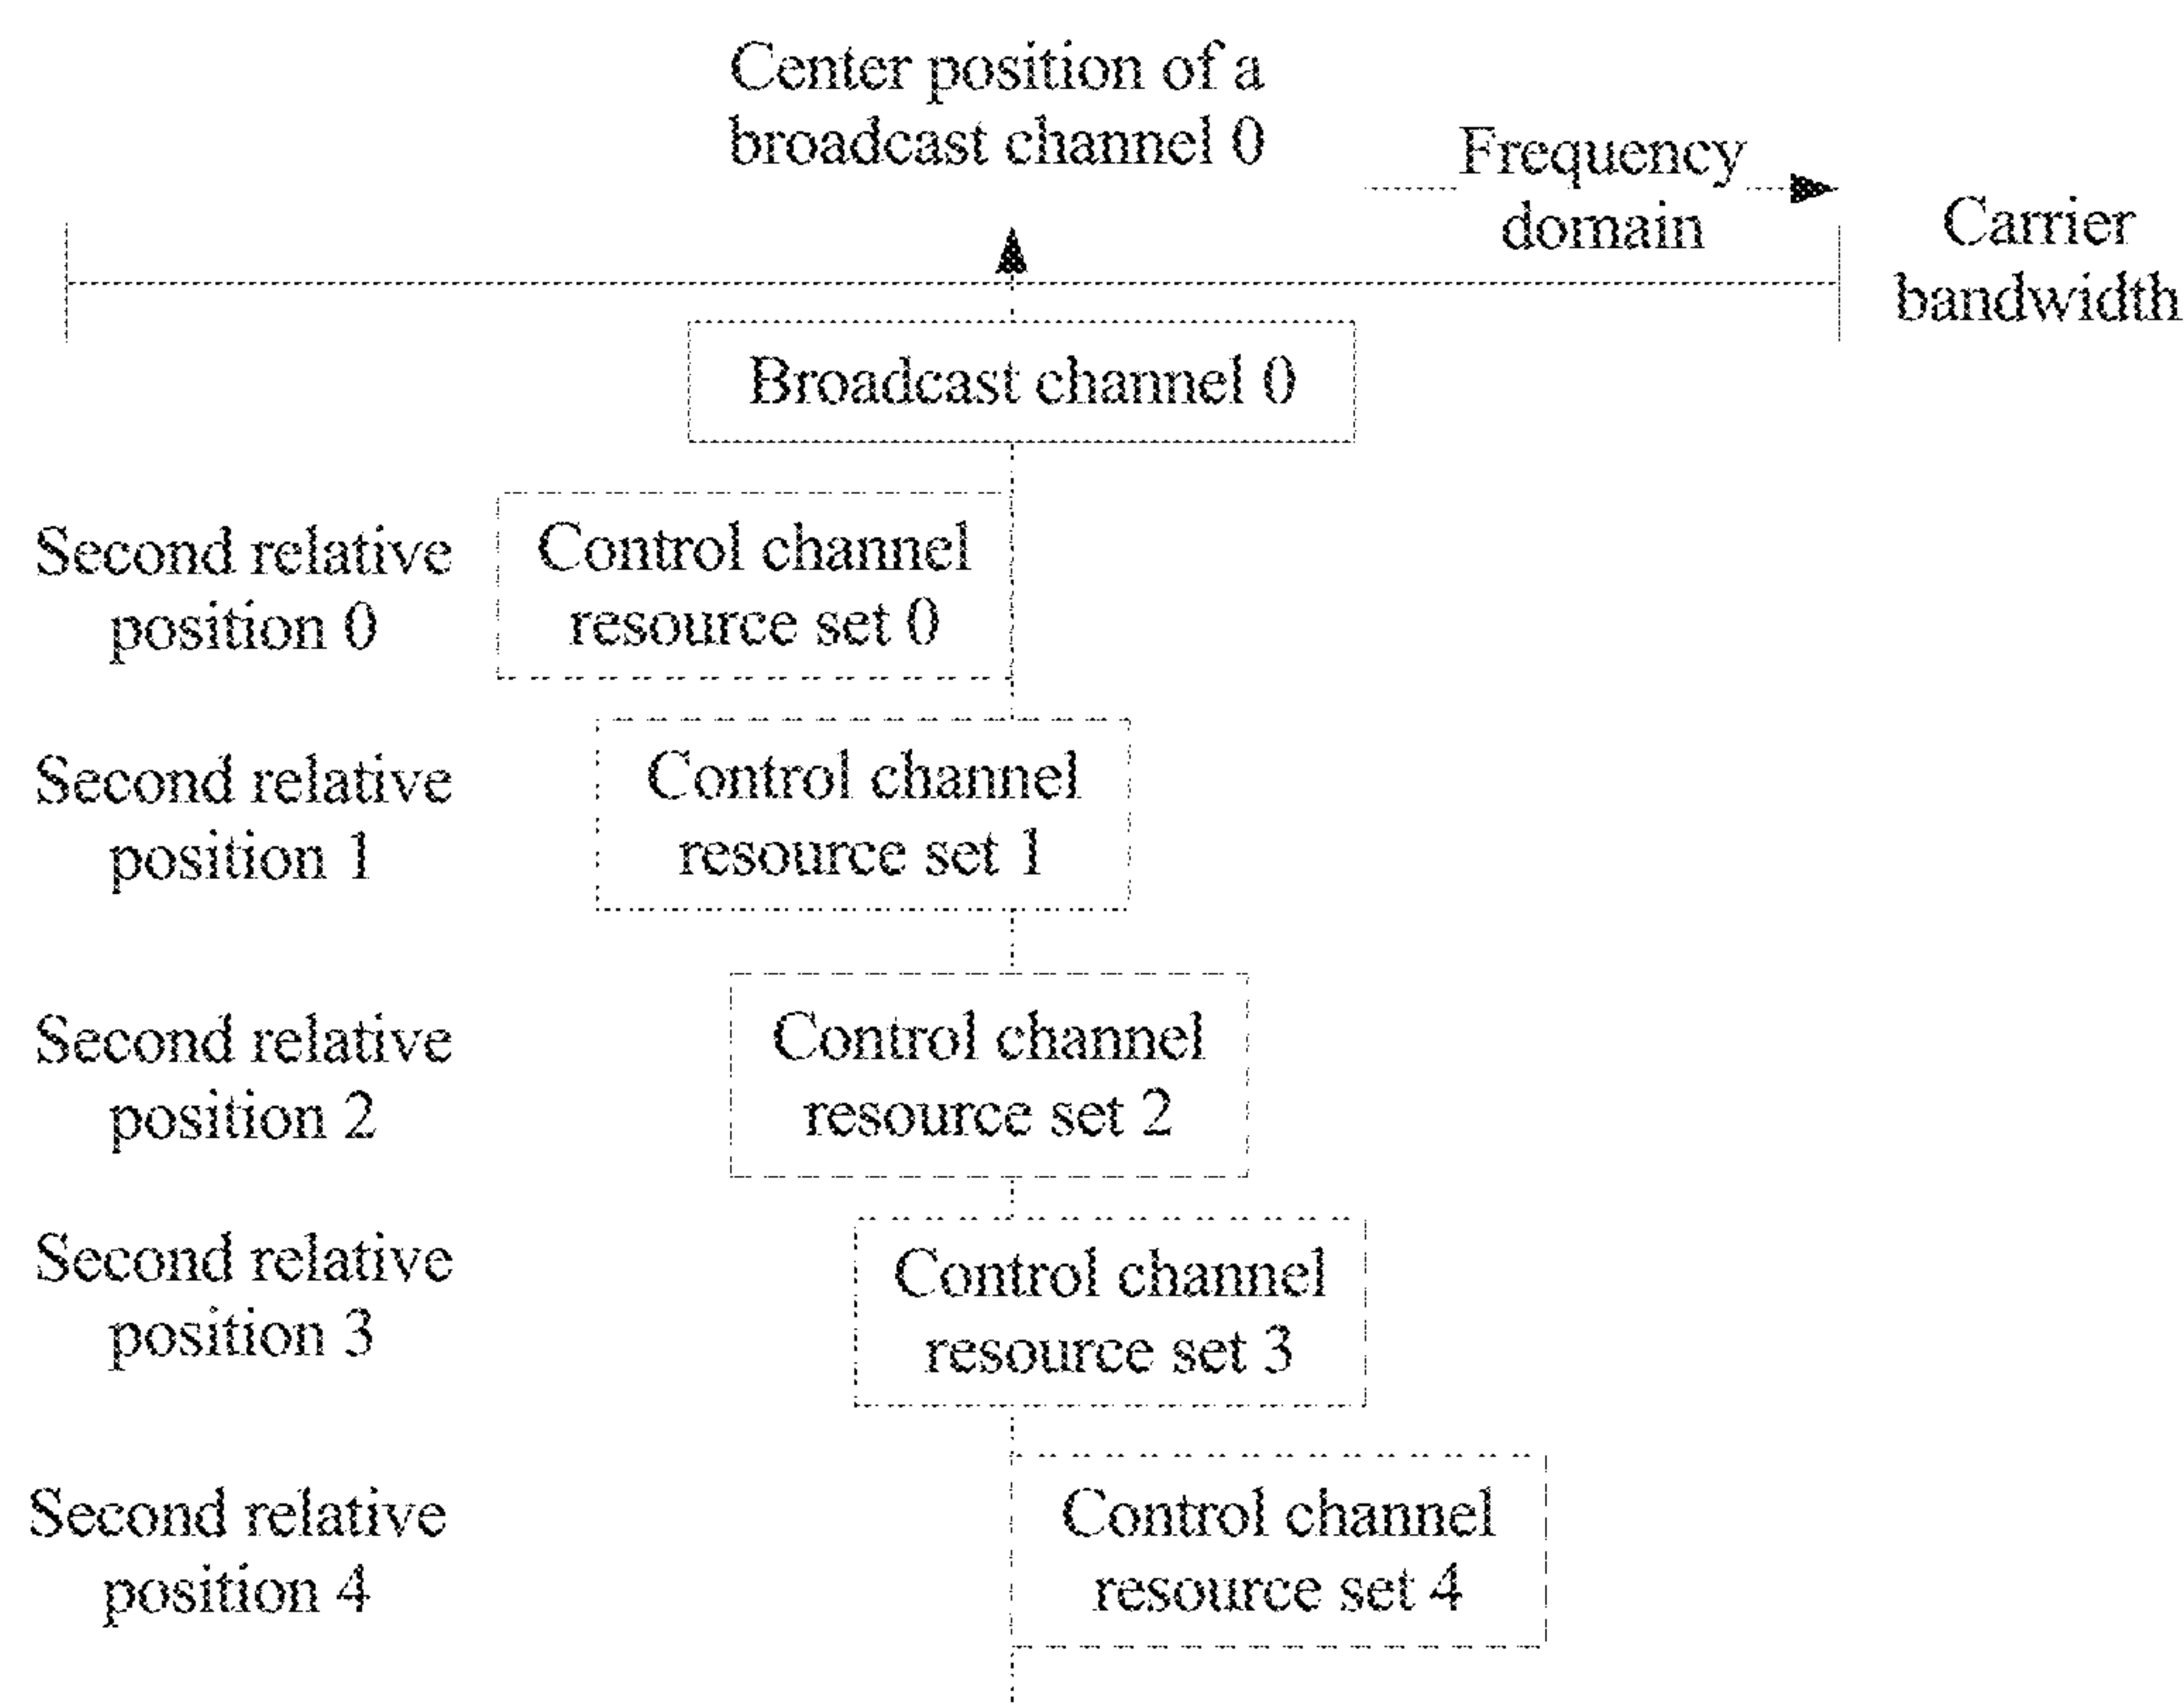 Center position of a
broadcast channel 0
Frequency
domain
Carrier
bandwidth
Broadcast channel 0
Second relative
position 0
Control channel
resource set 0
Second relative
position 1
Control channel
resource set 1
Second relative
position 2
Control channel
resource set 2
Second relative
position 3
Control channel
resource set 3
Second relative
position 4
Control channel
resource set 4